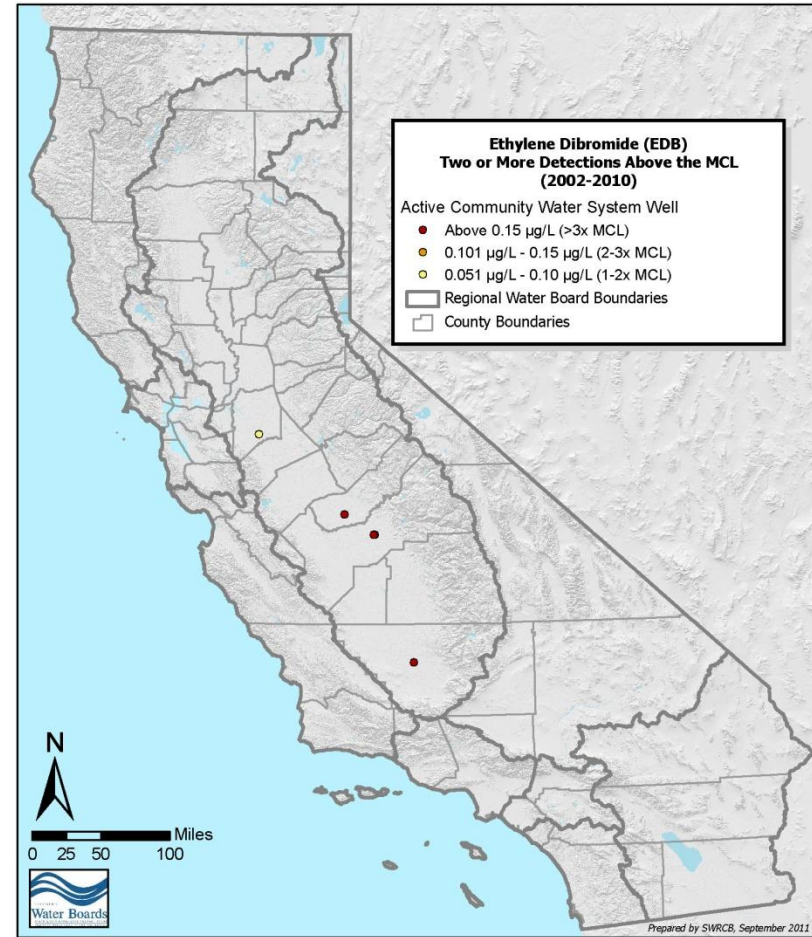 Ethylene Dibromide (EDB)
Two or More Detections Above the MCL
(2002-2010)
Active Community Water System Well
Above 0.15 µg/L (>3x MCL)
0.101 µg/L - 0.15 µg/L (2-3x MCL)
0.051 µg/L - 0.10 µg/L (1-2x MCL)
Regional Water Board Boundaries
County Boundaries
N
Miles
0 25 50 100
Water Boards
Prepared by SWRCB, September 2011